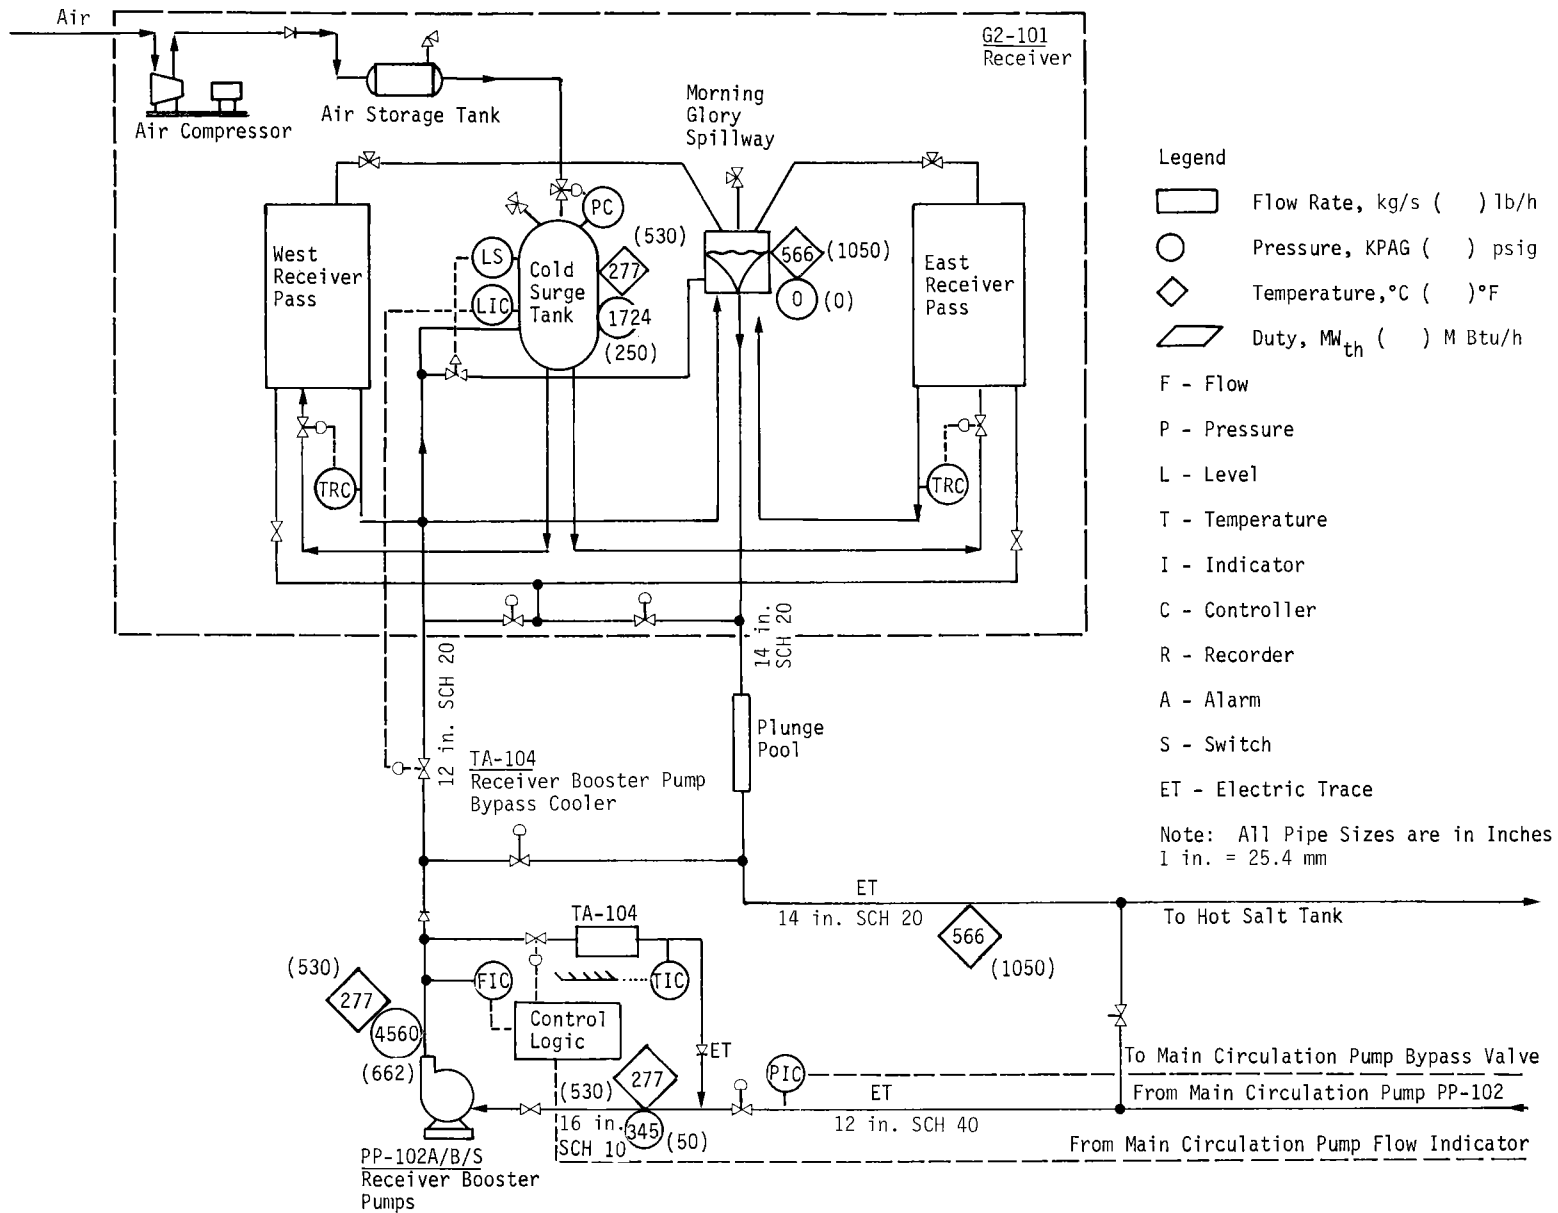 Air
G2-101
Receiver
Air Compressor
Air Storage Tank
Morning
Glory
Spillway
West
Receiver
Pass
PC
LS
LIC
Cold
Surge
Tank
(530)
277
1724
(250)
566
(1050)
0
(0)
East
Receiver
Pass
TRC
TRC
12 in. SCH 20
14 in.
SCH 20
Plunge
Pool
TA-104
Receiver Booster Pump
Bypass Cooler
ET
14 in. SCH 20
To Hot Salt Tank
566
(1050)
TA-104
(530)
277
4560
(662)
FIC
TIC
Control
Logic
ET
(530)
277
16 in.
SCH 10
345
(50)
PIC
ET
12 in. SCH 40
To Main Circulation Pump Bypass Valve
From Main Circulation Pump PP-102
From Main Circulation Pump Flow Indicator
PP-102A/B/S
Receiver Booster
Pumps
Legend
Flow Rate, kg/s ( ) lb/h
Pressure, KPAG ( ) psig
Temperature,°C ( )°F
Duty, MWth ( ) M Btu/h
F - Flow
P - Pressure
L - Level
T - Temperature
I - Indicator
C - Controller
R - Recorder
A - Alarm
S - Switch
ET - Electric Trace
Note: All Pipe Sizes are in Inches
1 in. = 25.4 mm